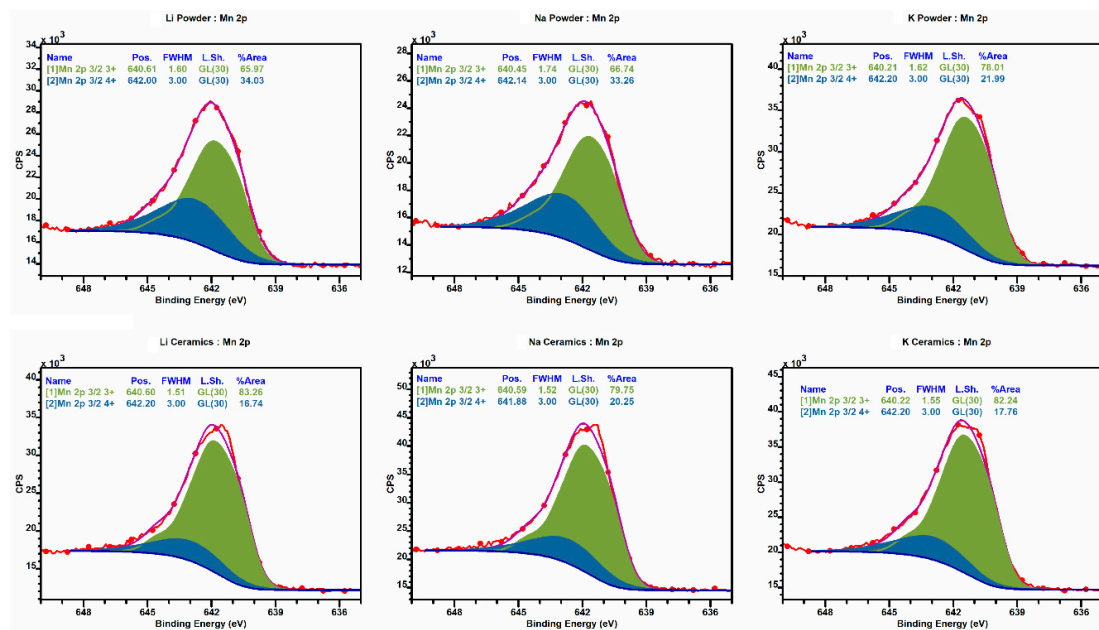 Li Powder : Mn 2p
x 10³
Name Pos. FWHM L.Sh. %Area
[1]Mn 2p 3/2 3+ 640.61 1.60 GL(30) 65.97
[2]Mn 2p 3/2 4+ 642.00 3.00 GL(30) 34.03
34
32
30
28
26
24
22
20
18
16
14
CPS
648 645 642 639 636
Binding Energy (eV)
Na Powder : Mn 2p
x 10³
Name Pos. FWHM L.Sh. %Area
[1]Mn 2p 3/2 3+ 640.45 1.74 GL(30) 66.74
[2]Mn 2p 3/2 4+ 642.14 3.00 GL(30) 33.26
28
26
24
22
20
18
16
14
12
CPS
648 645 642 639 636
Binding Energy (eV)
K Powder : Mn 2p
x 10³
Name Pos. FWHM L.Sh. %Area
[1]Mn 2p 3/2 3+ 640.21 1.62 GL(30) 78.01
[2]Mn 2p 3/2 4+ 642.20 3.00 GL(30) 21.99
40
35
30
25
20
15
CPS
648 645 642 639 636
Binding Energy (eV)
Li Ceramics : Mn 2p
x 10³
Name Pos. FWHM L.Sh. %Area
[1]Mn 2p 3/2 3+ 640.60 1.51 GL(30) 83.26
[2]Mn 2p 3/2 4+ 642.20 3.00 GL(30) 16.74
40
35
30
25
20
15
CPS
648 645 642 639 636
Binding Energy (eV)
Na Ceramics : Mn 2p
x 10³
Name Pos. FWHM L.Sh. %Area
[1]Mn 2p 3/2 3+ 640.59 1.52 GL(30) 79.75
[2]Mn 2p 3/2 4+ 641.88 3.00 GL(30) 20.25
50
45
40
35
30
25
20
15
CPS
648 645 642 639 636
Binding Energy (eV)
K Ceramics : Mn 2p
x 10³
Name Pos. FWHM L.Sh. %Area
[1]Mn 2p 3/2 3+ 640.22 1.55 GL(30) 82.24
[2]Mn 2p 3/2 4+ 642.20 3.00 GL(30) 17.76
45
40
35
30
25
20
15
CPS
648 645 642 639 636
Binding Energy (eV)